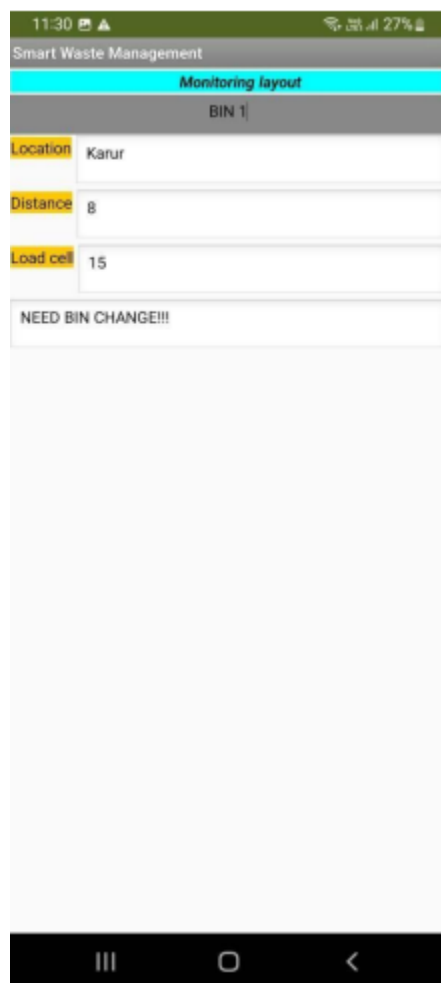 11:30 27%
Smart Waste Management
Monitoring layout
BIN 1
Location Karur
Distance 8
Load cell 15
NEED BIN CHANGE!!!